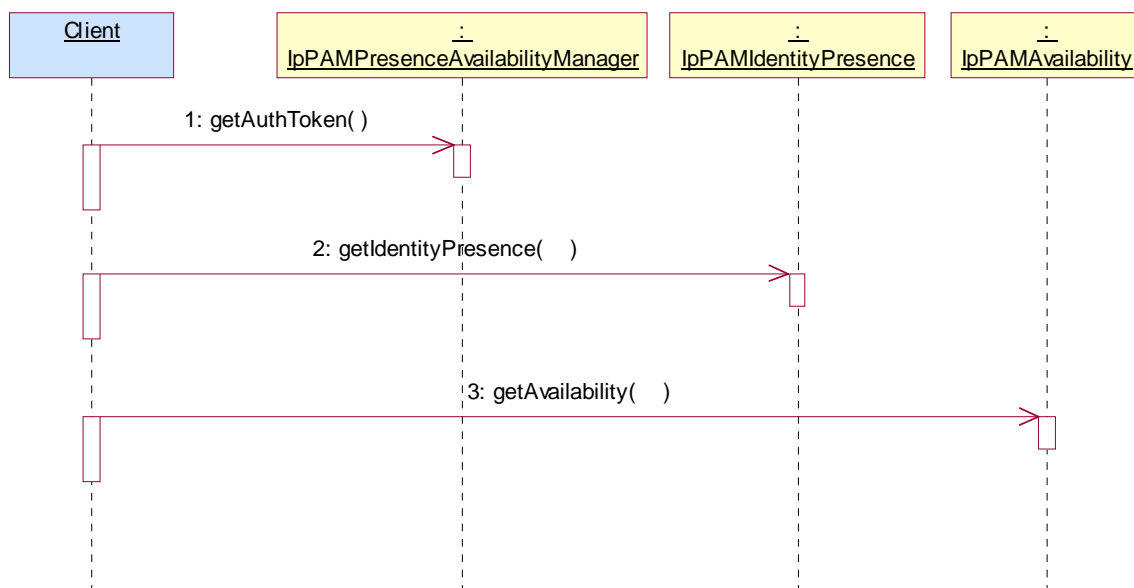 Client
:
IpPAMPresenceAvailabilityManager
:
IpPAMIdentityPresence
:
IpPAMAvailability
1: getAuthToken( )
2: getIdentityPresence( )
3: getAvailability( )